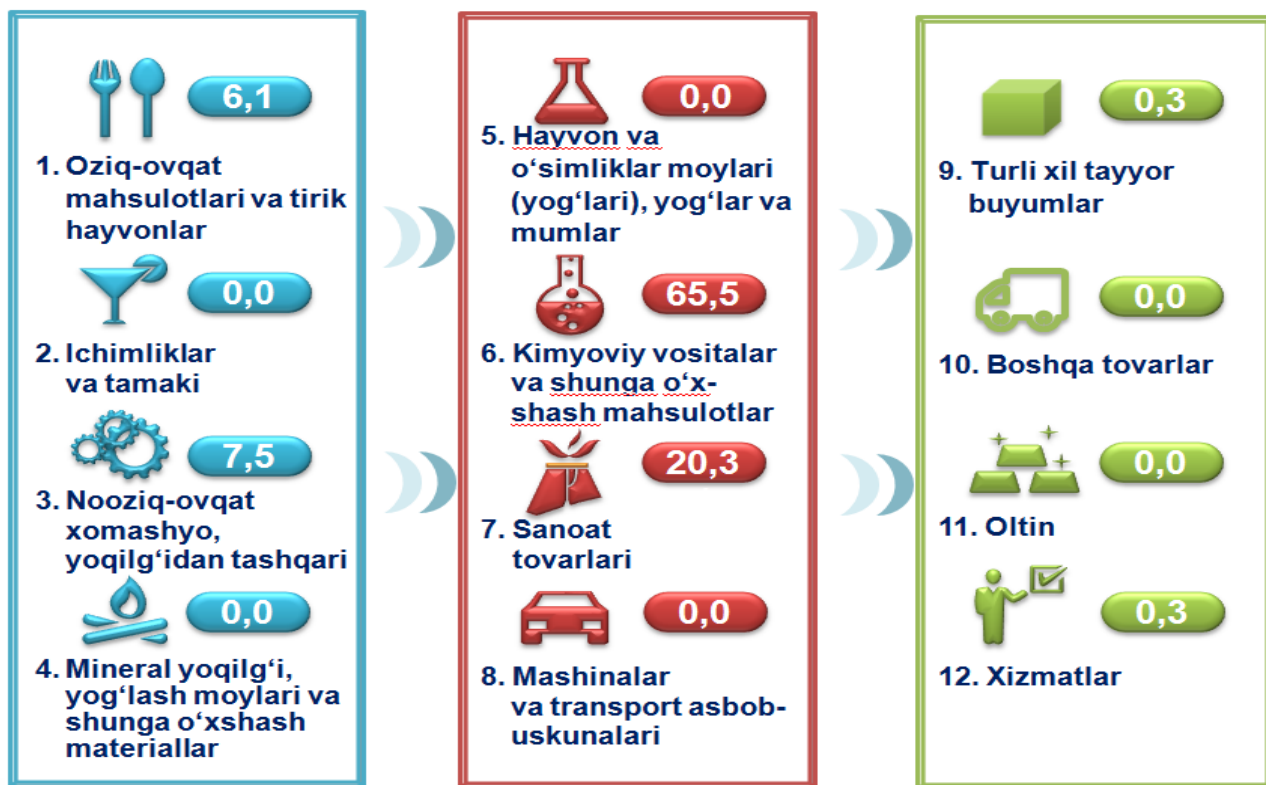 6,1
1. Oziq-ovqat
mahsulotlari va tirik
hayvonlar
0,0
2. Ichimliklar
va tamaki
7,5
3. Nooziq-ovqat
xomashyo,
yoqilg‘idan tashqari
0,0
4. Mineral yoqilg‘i,
yog‘lash moylari va
shunga o‘xshash
materiallar
0,0
5. Hayvon va
o‘simliklar moylari
(yog‘lari), yog‘lar va
mumlar
65,5
6. Kimyoviy vositalar
va shunga o‘x-
shash mahsulotlar
20,3
7. Sanoat
tovarlari
0,0
8. Mashinalar
va transport asbob-
uskunalari
0,3
9. Turli xil tayyor
buyumlar
0,0
10. Boshqa tovarlar
0,0
11. Oltin
0,3
12. Xizmatlar